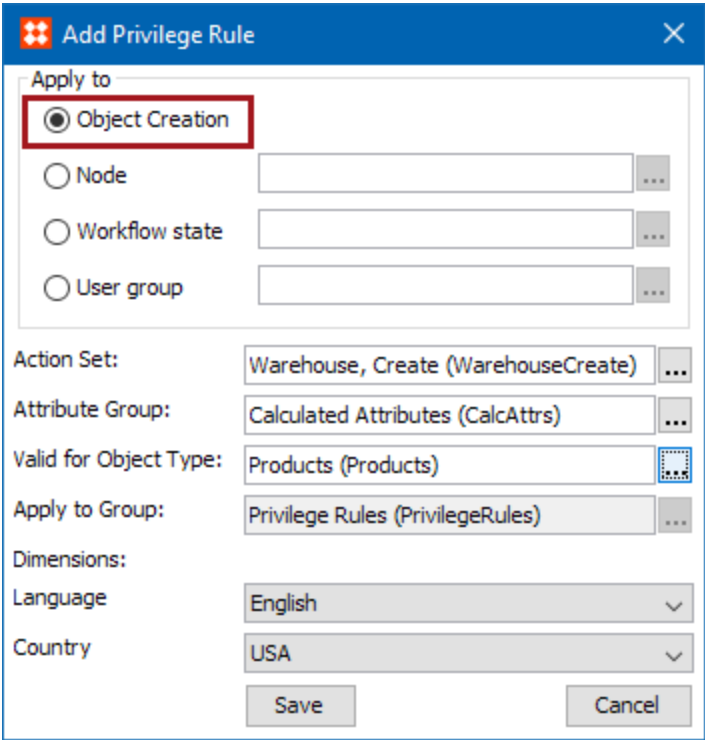 Add Privilege Rule
Apply to
Object Creation
Node ...
Workflow state ...
User group ...
Action Set: Warehouse, Create (WarehouseCreate) ...
Attribute Group: Calculated Attributes (CalcAttrs) ...
Valid for Object Type: Products (Products) ...
Apply to Group: Privilege Rules (PrivilegeRules) ...
Dimensions:
Language English
Country USA
Save Cancel